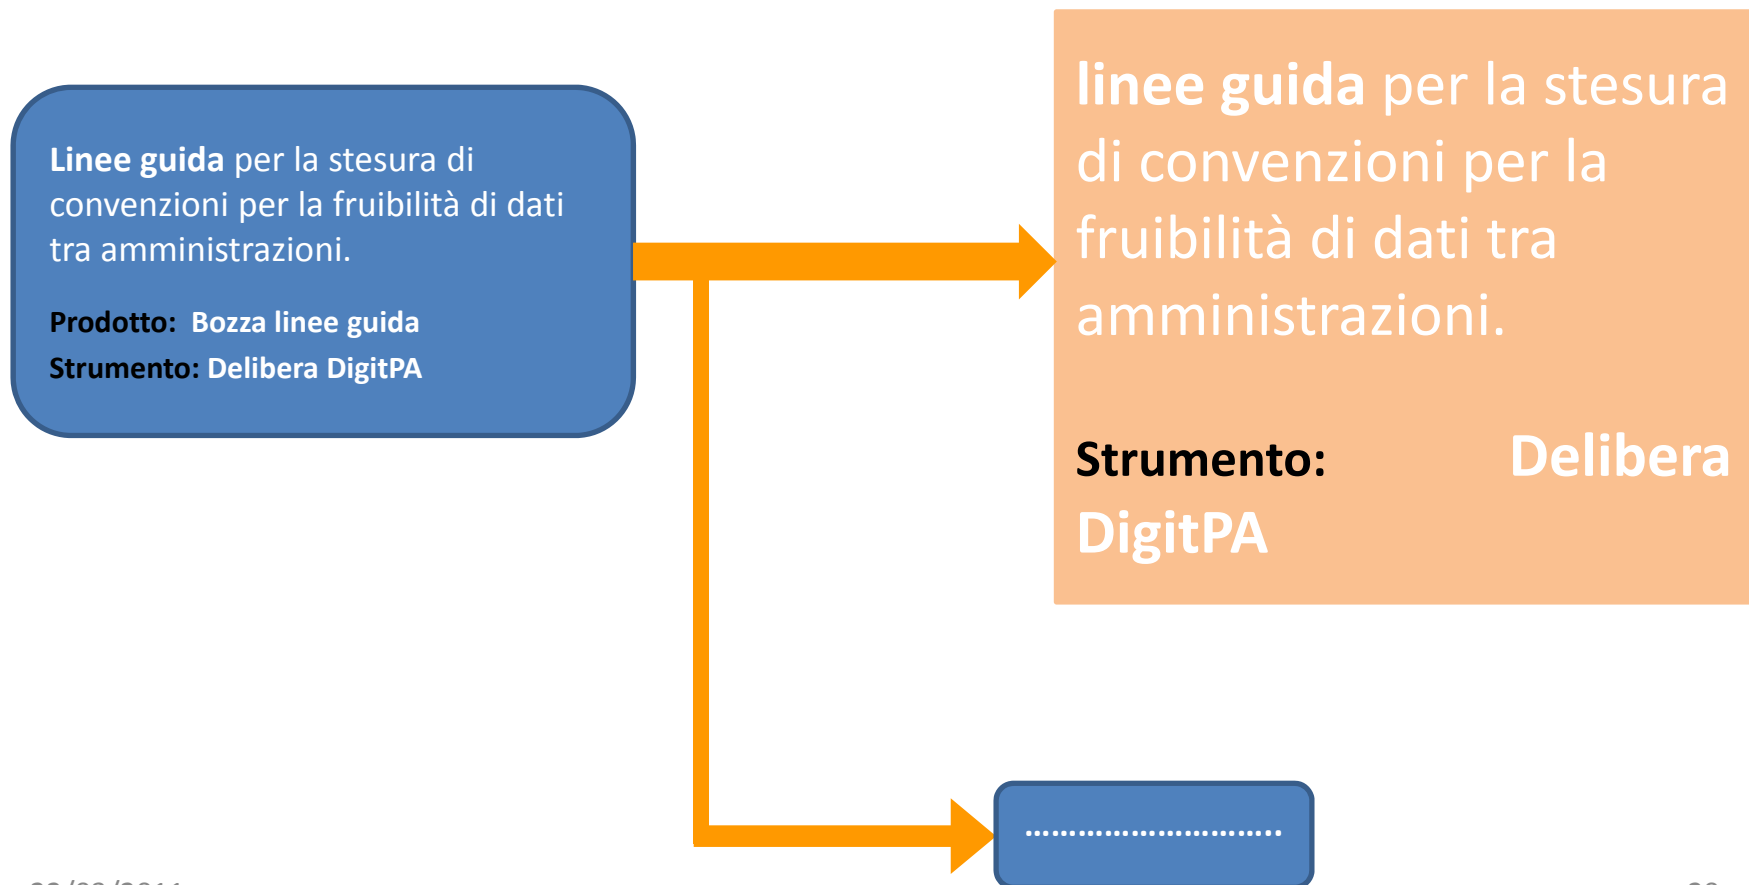 Linee guida per la stesura di
convenzioni per la fruibilità di dati
tra amministrazioni.
Prodotto: Bozza linee guida
Strumento: Delibera DigitPA
linee guida per la stesura
di convenzioni per la
fruibilità di dati tra
amministrazioni.
Strumento: Delibera
DigitPA
................................